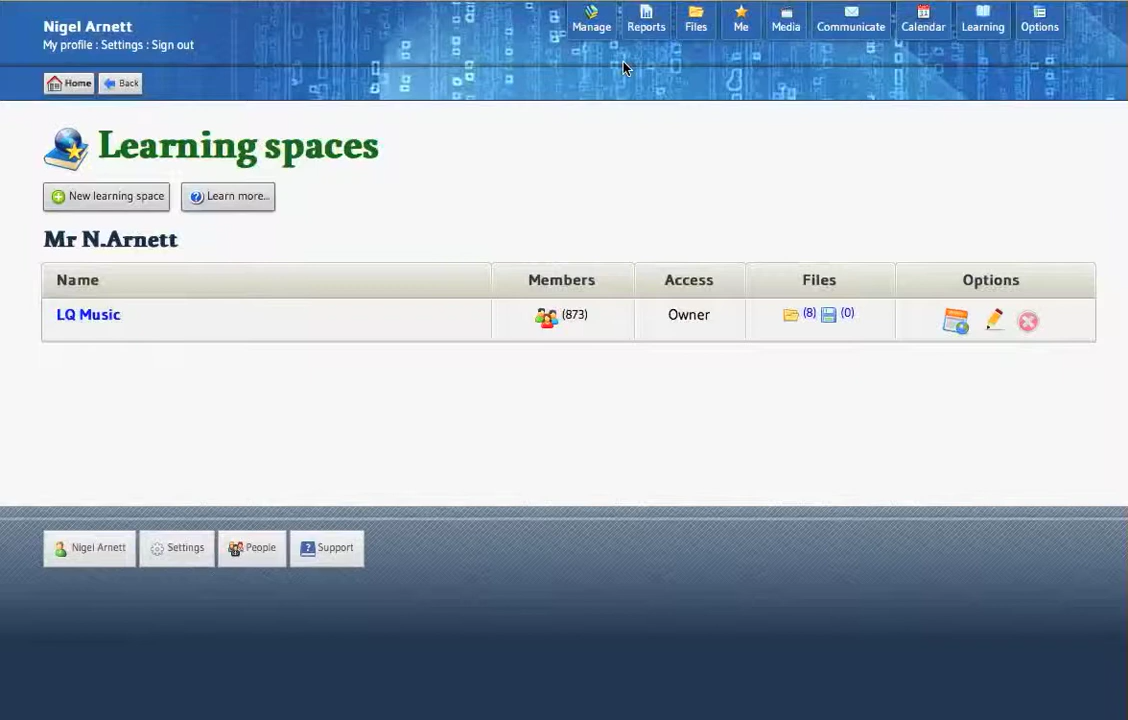 Nigel Arnett
My profile : Settings : Sign out
Manage Reports Files Me Media Communicate Calendar Learning Options
Home Back
Learning spaces
New learning space Learn more...
Mr N.Arnett
Name Members Access Files Options
LQ Music (873) Owner (8) (0)
Nigel Arnett Settings People Support